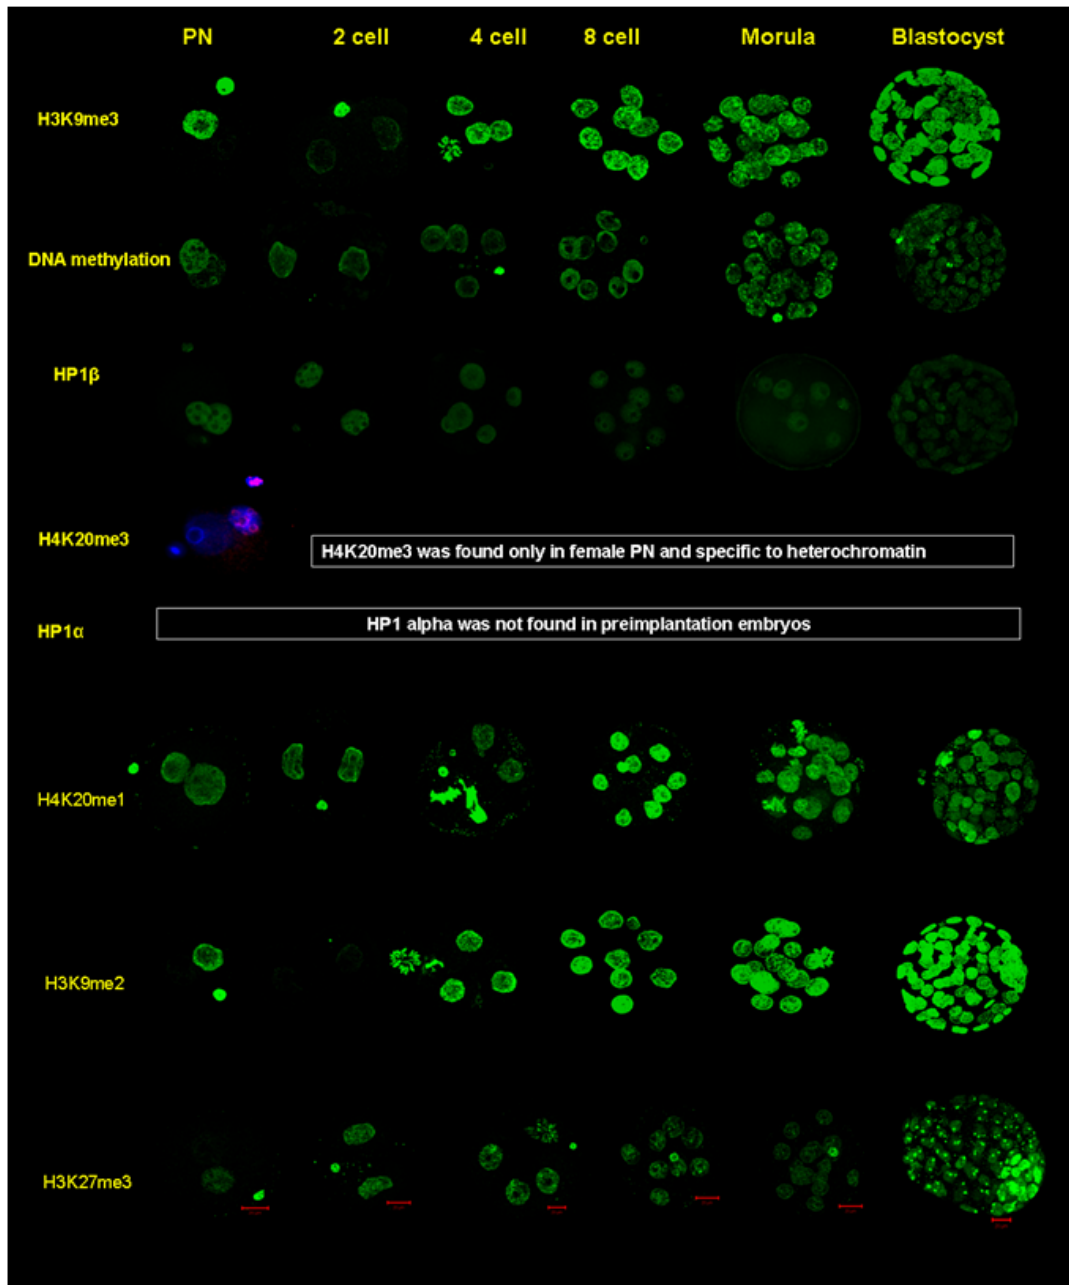 PN 2 cell 4 cell 8 cell Morula Blastocyst
H3K9me3
DNA methylation
HP1β
H4K20me3
H4K20me3 was found only in female PN and specific to heterochromatin
HP1α
HP1 alpha was not found in preimplantation embryos
H4K20me1
H3K9me2
H3K27me3